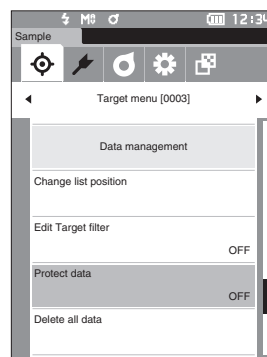 M 12:34
Sample
Target menu [0003]
Data management
Change list position
Edit Target filter
OFF
Protect data
OFF
Delete all data